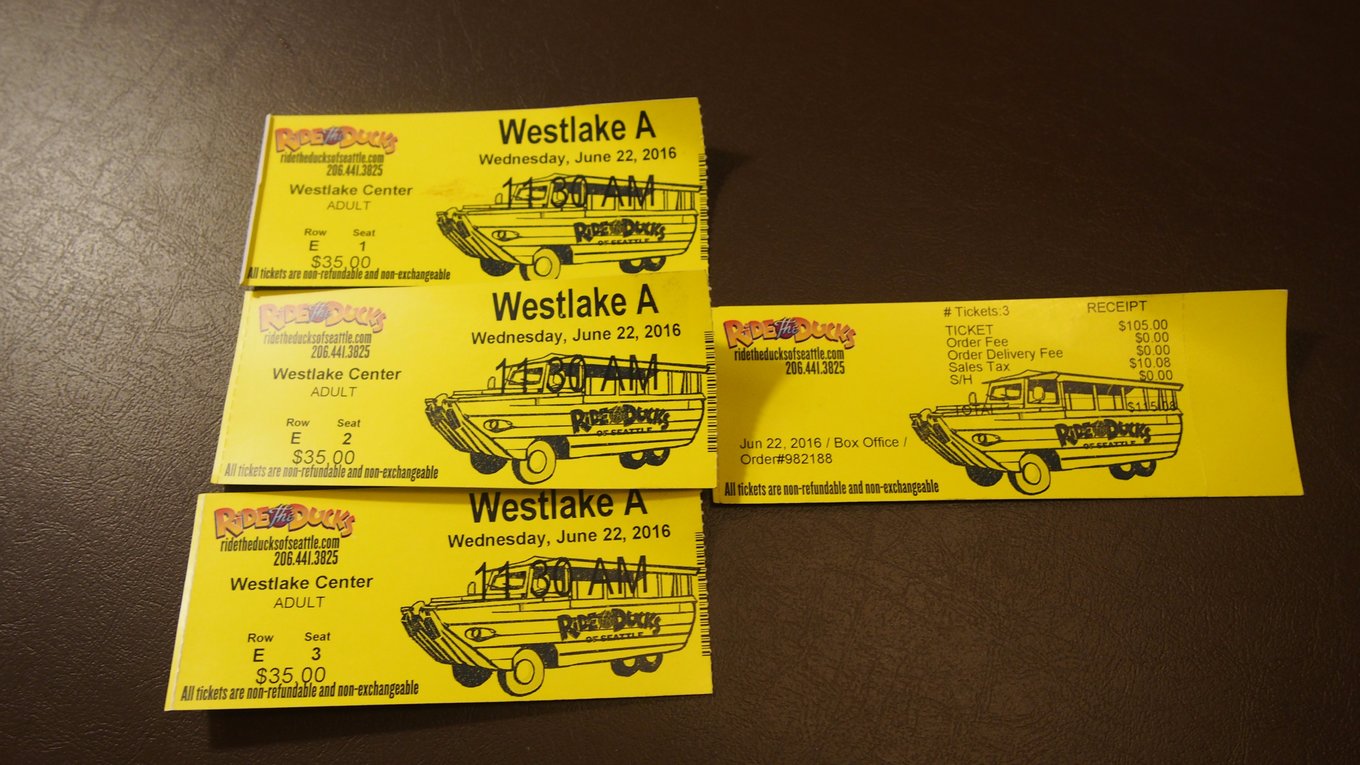 RIDE the DUCKS
ridetheducksofseattle.com
206.441.3825
Westlake Center
ADULT
Row Seat
E 1
$35.00
All tickets are non-refundable and non-exchangeable
Westlake A
Wednesday, June 22, 2016
11:30 AM
RIDE THE DUCKS
OF SEATTLE
RIDE the DUCKS
ridetheducksofseattle.com
206.441.3825
Westlake Center
ADULT
Row Seat
E 2
$35.00
All tickets are non-refundable and non-exchangeable
Westlake A
Wednesday, June 22, 2016
11:30 AM
RIDE THE DUCKS
OF SEATTLE
RIDE the DUCKS
ridetheducksofseattle.com
206.441.3825
Westlake Center
ADULT
Row Seat
E 3
$35.00
All tickets are non-refundable and non-exchangeable
Westlake A
Wednesday, June 22, 2016
11:30 AM
RIDE THE DUCKS
OF SEATTLE
RIDE the DUCKS
ridetheducksofseattle.com
206.441.3825
# Tickets:3 RECEIPT
TICKET $105.00
Order Fee $0.00
Order Delivery Fee $0.00
Sales Tax $10.08
S/H $0.00
TOTAL $115.08
RIDE THE DUCKS
OF SEATTLE
Jun 22, 2016 / Box Office /
Order#982188
All tickets are non-refundable and non-exchangeable